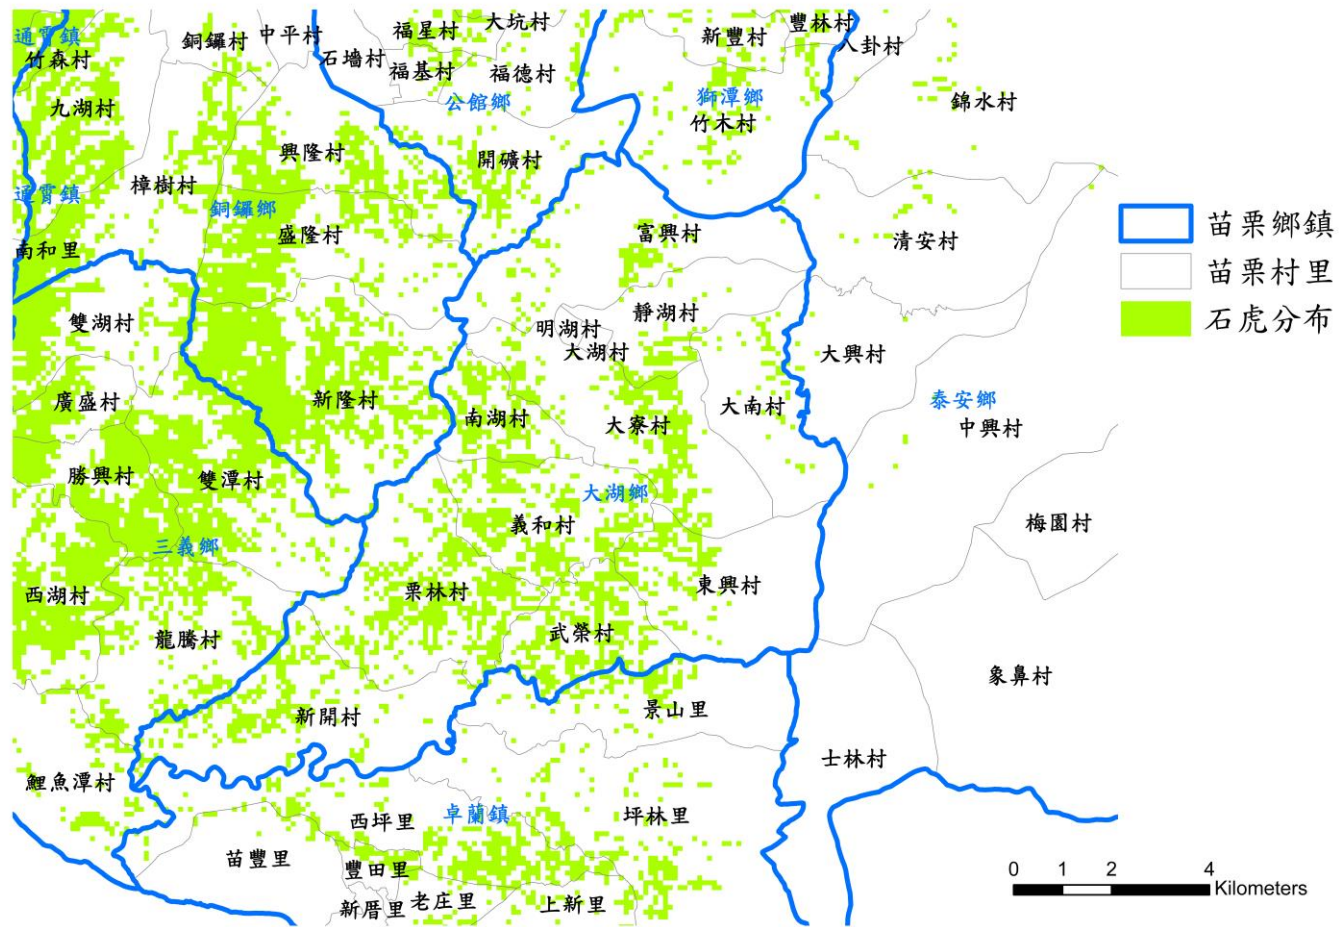 大坑村
豐林村
福星村
通霄鎮
銅鑼村
中平村
新豐村
八卦村
竹森村
石墻村
福基村
福德村
獅潭鄉
公館鄉
錦水村
九湖村
竹木村
興隆村
開礦村
樟樹村
通霄鎮
銅鑼鄉
苗栗鄉鎮
盛隆村
富興村
清安村
南和里
苗栗村里
雙湖村
明湖村
靜湖村
石虎分布
大湖村
大興村
廣盛村
新隆村
南湖村
大寮村
大南村
泰安鄉
中興村
勝興村
雙潭村
大湖鄉
義和村
梅園村
三義鄉
西湖村
栗林村
東興村
龍騰村
武榮村
象鼻村
新開村
景山里
鯉魚潭村
士林村
西坪里
卓蘭鎮
坪林里
苗豐里
豐田里
新厝里
老庄里
上新里
0 1 2 4
Kilometers